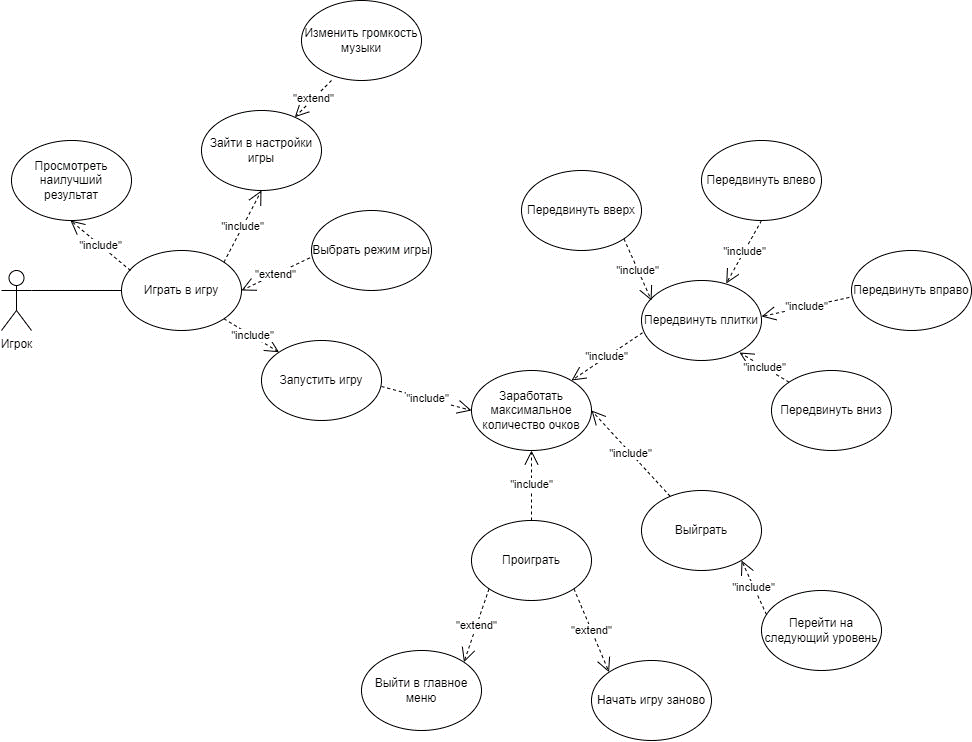 Изменить громкость
музыки
"extend"
Зайти в настройки
игры
Просмотреть
наилучший
результат
"include"
"include"
Выбрать режим игры
"extend"
Играть в игру
Игрок
"include"
Запустить игру
"include"
Передвинуть вверх
Передвинуть влево
"include"
"include"
Передвинуть вправо
"include"
Передвинуть плитки
"include"
"include"
Передвинуть вниз
Заработать
максимальное
количество очков
"include"
"include"
Проиграть
Выйграть
"include"
Перейти на
следующий уровень
"extend"
"extend"
Выйти в главное
меню
Начать игру заново